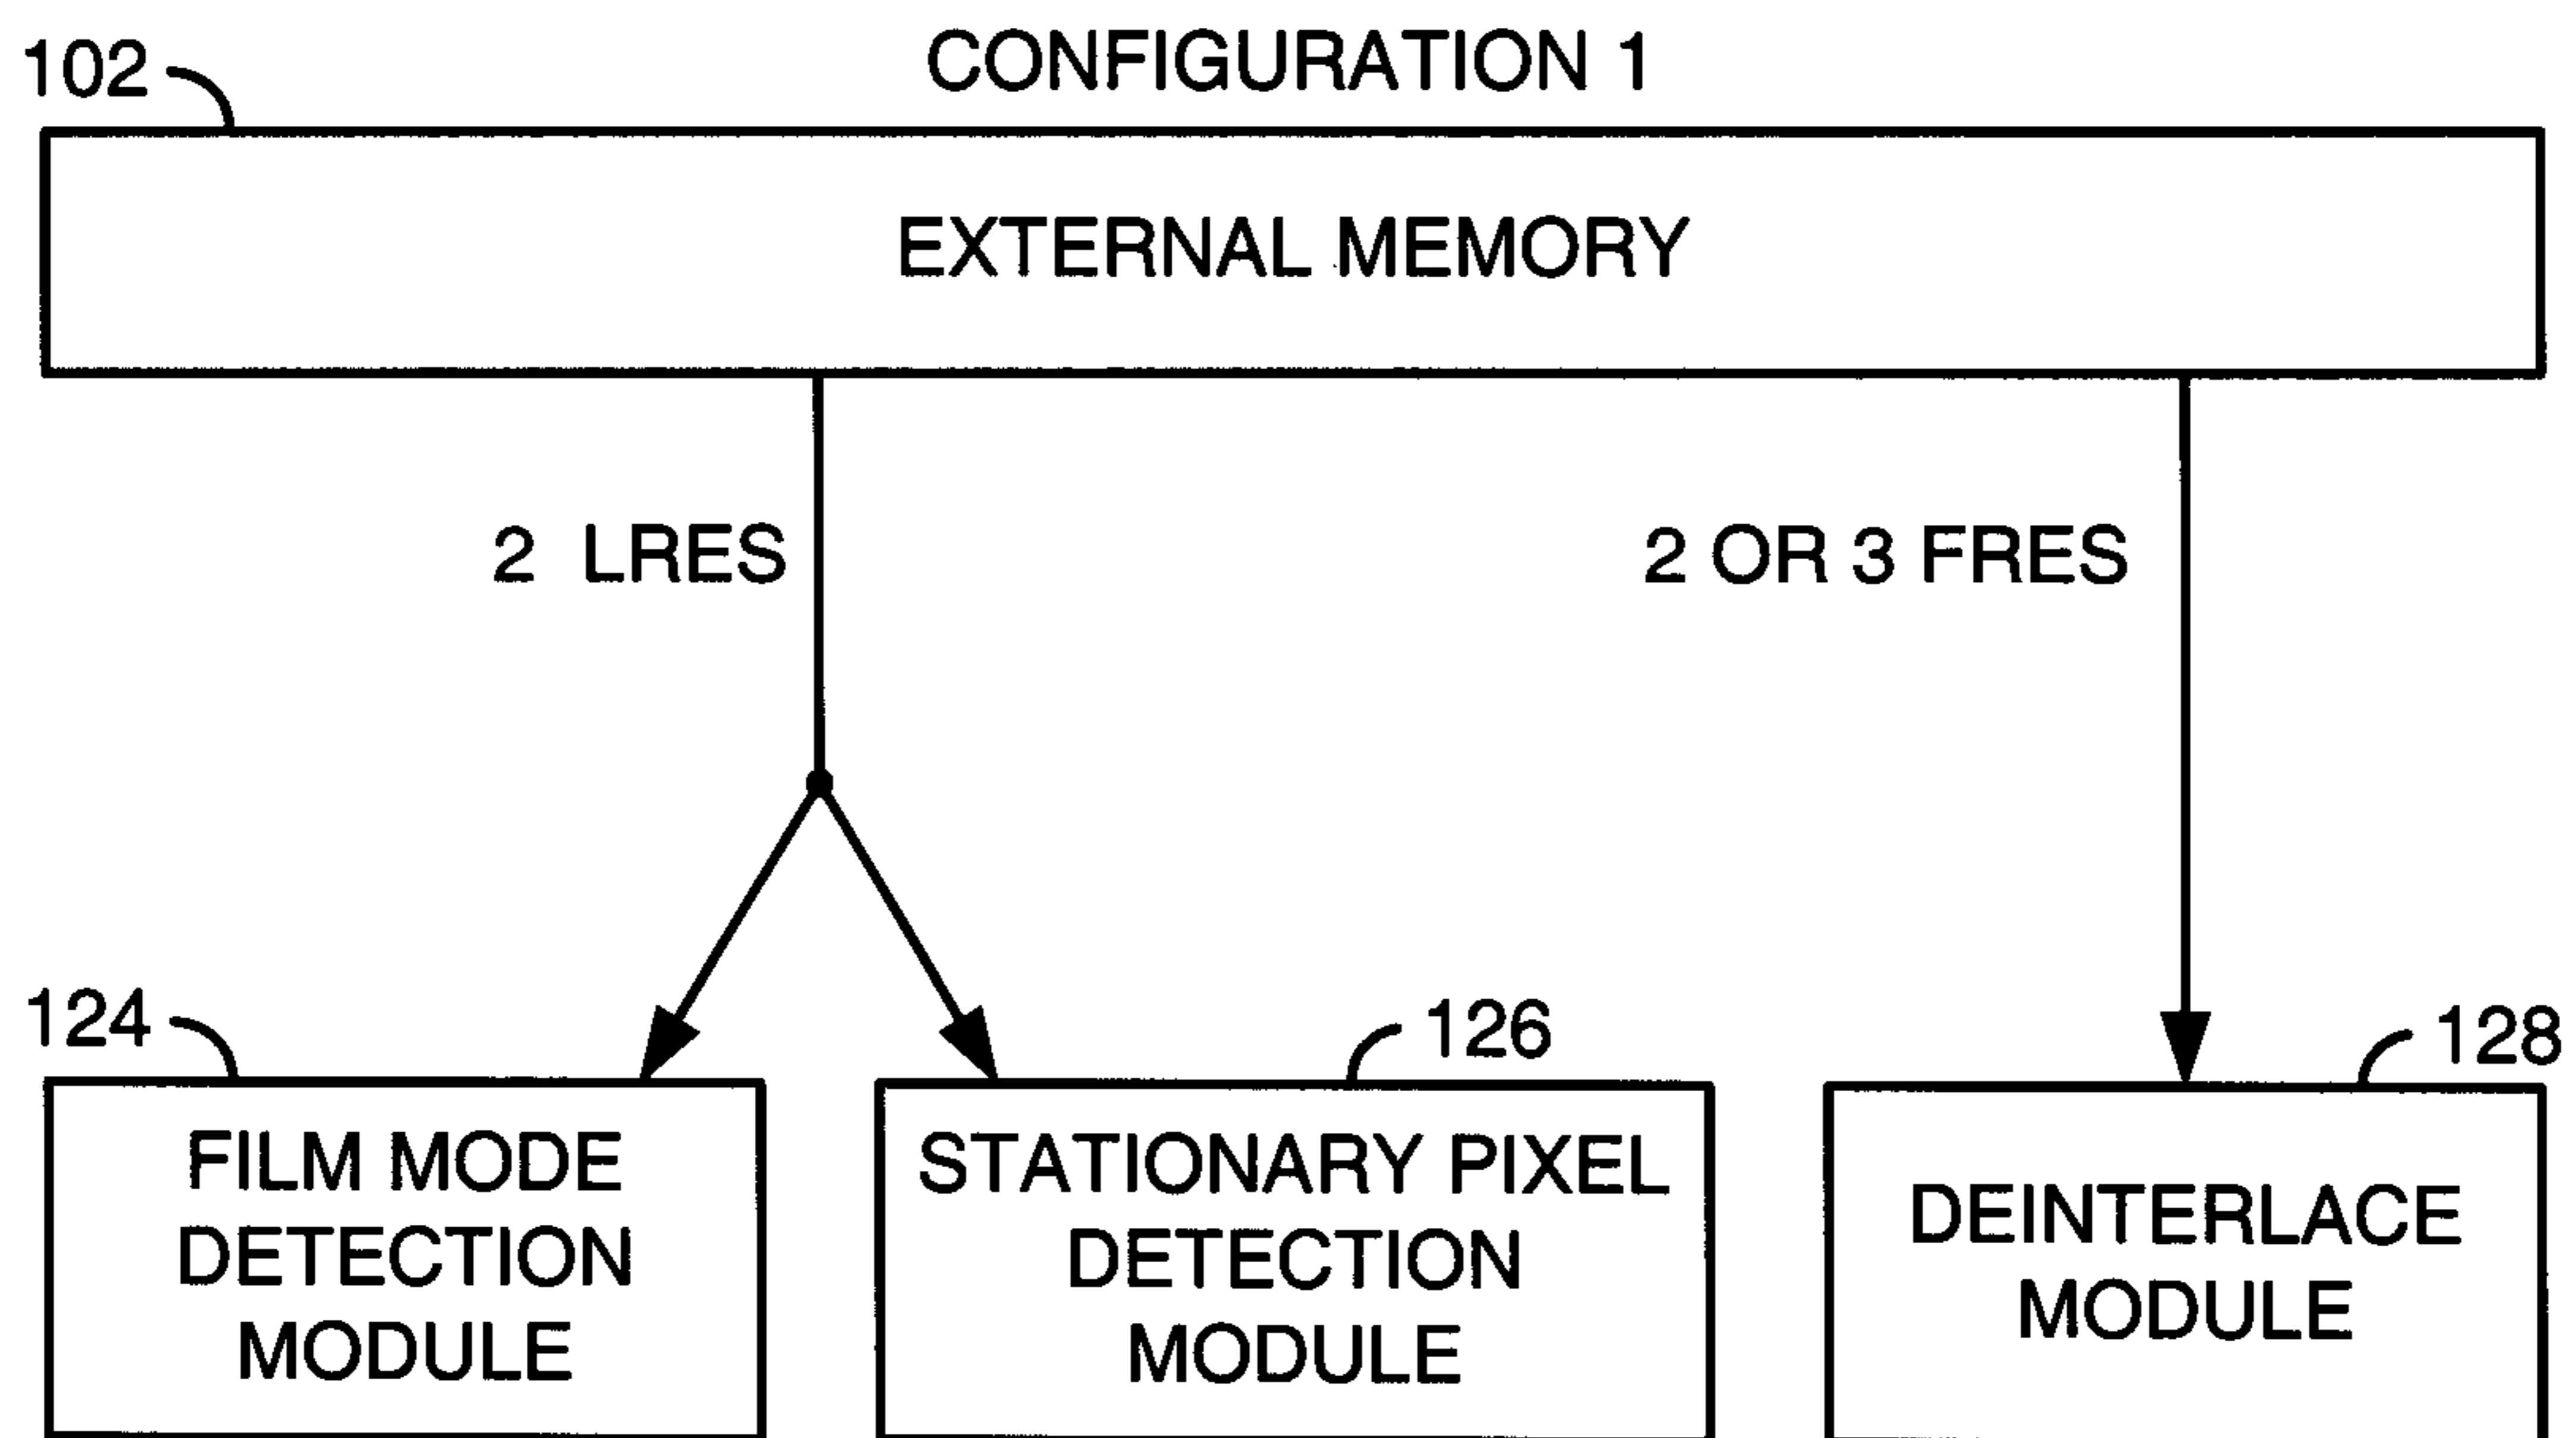 CONFIGURATION 1
102
EXTERNAL MEMORY
2 LRES
2 OR 3 FRES
124
126
128
FILM MODE
DETECTION
MODULE
STATIONARY PIXEL
DETECTION
MODULE
DEINTERLACE
MODULE